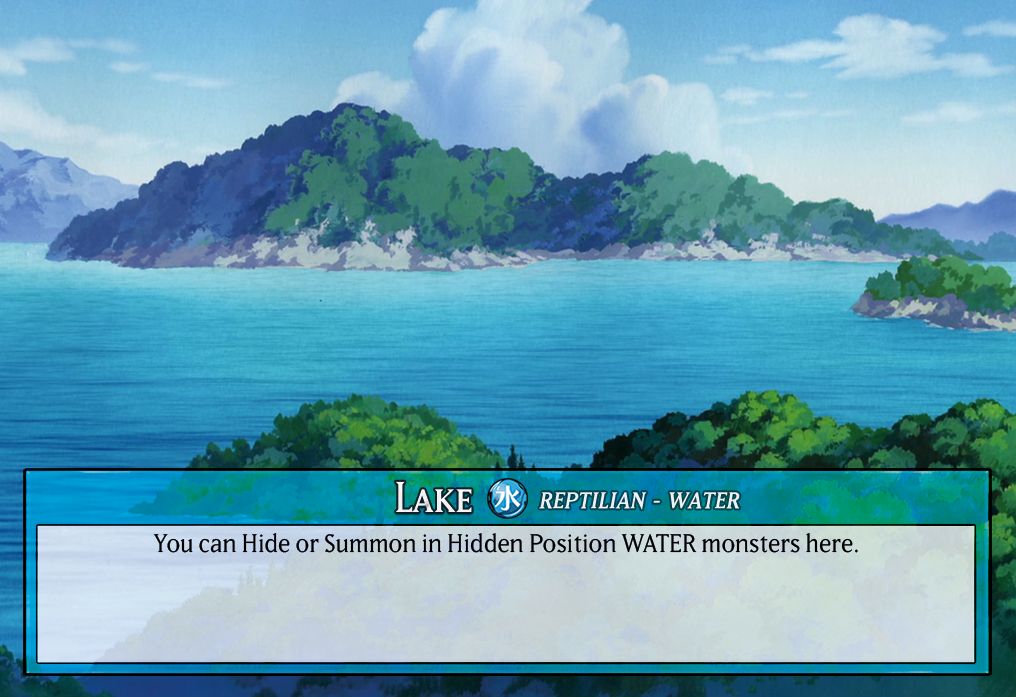 LAKE 水 REPTILIAN - WATER
You can Hide or Summon in Hidden Position WATER monsters here.